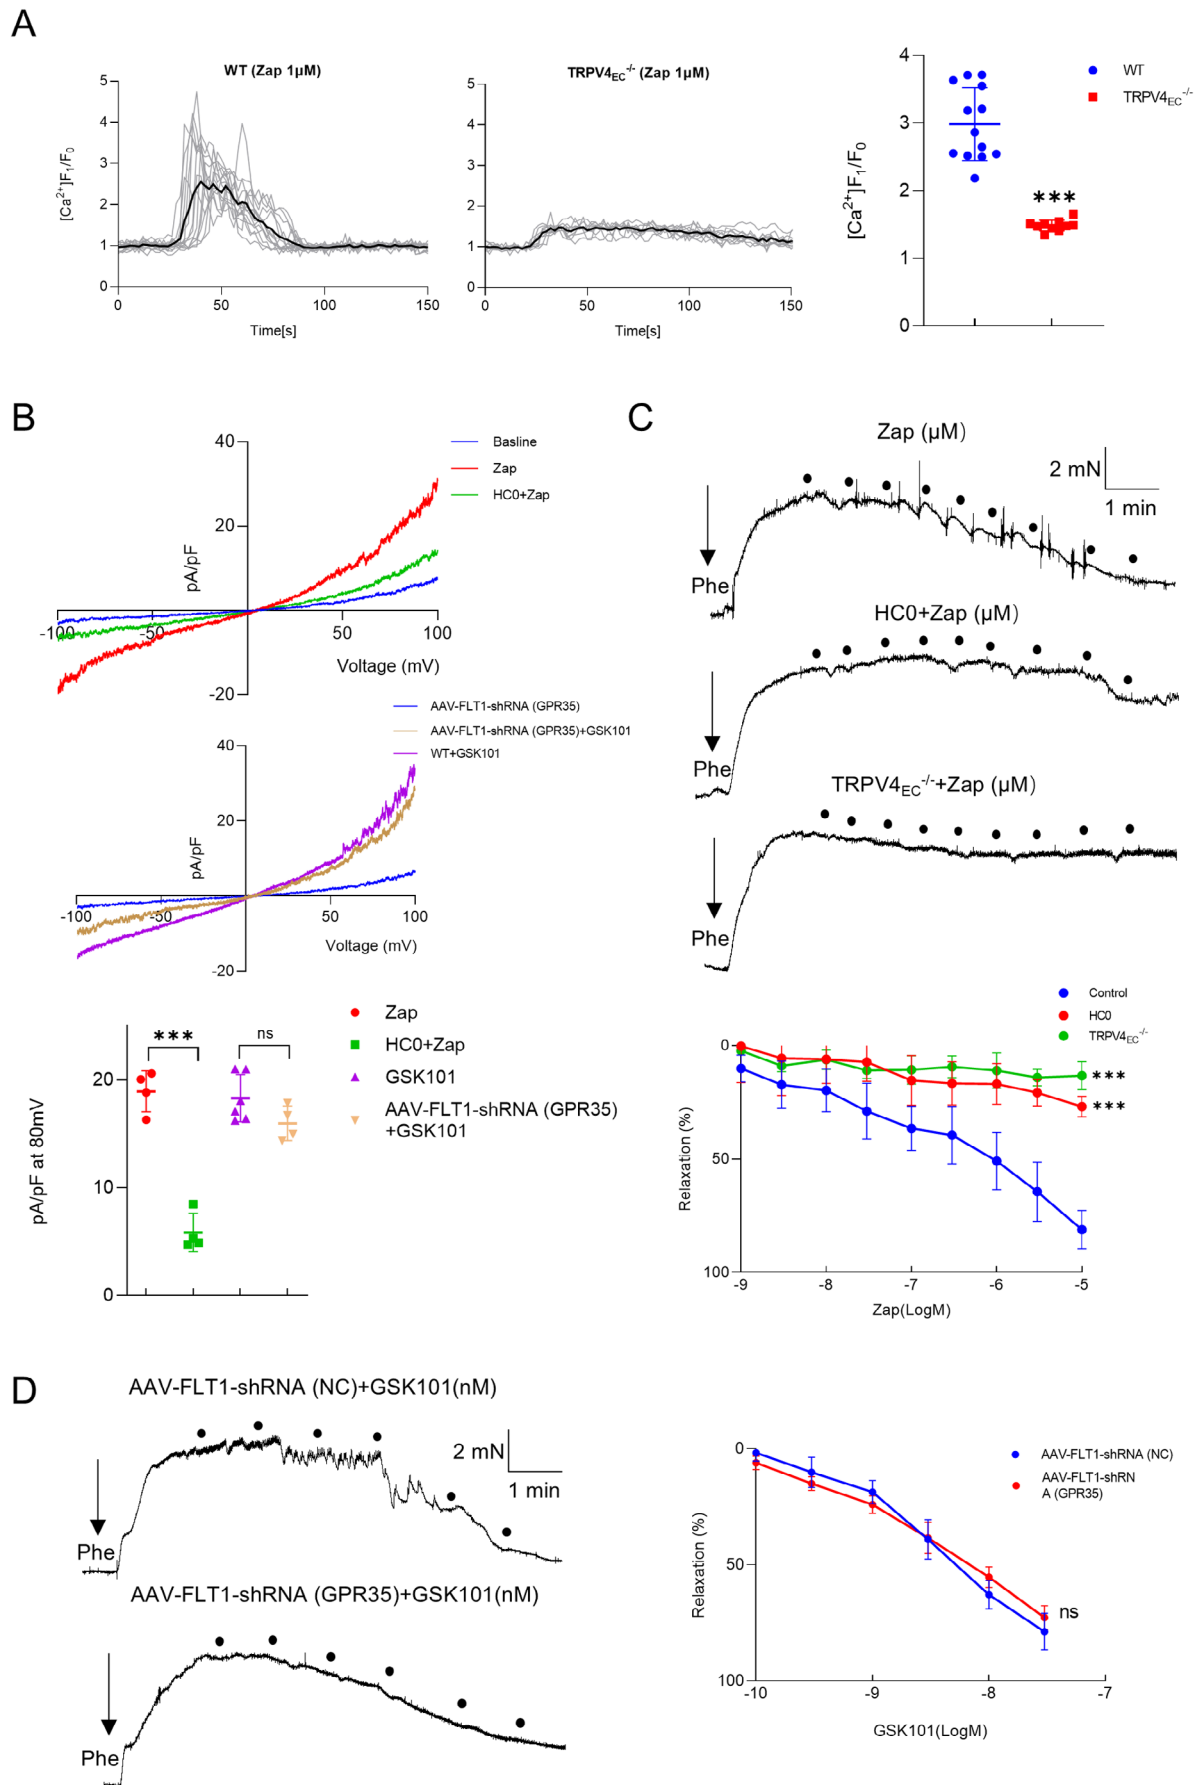 A
WT (Zap 1μM)
5
4
3
2
1
0
[Ca²⁺]F₁/F₀
0
50
100
150
Time[s]
TRPV4EC⁻/⁻ (Zap 1μM)
5
4
3
2
1
0
0
50
100
150
Time[s]
4
3
2
1
0
[Ca²⁺]F₁/F₀
***
WT
TRPV4EC⁻/⁻
B
40
20
-20
pA/pF
-100
-50
50
100
Voltage (mV)
Basline
Zap
HC0+Zap
AAV-FLT1-shRNA (GPR35)
AAV-FLT1-shRNA (GPR35)+GSK101
WT+GSK101
40
20
-20
pA/pF
-100
-50
50
100
Voltage (mV)
20
10
0
pA/pF at 80mV
***
ns
Zap
HC0+Zap
GSK101
AAV-FLT1-shRNA (GPR35)
+GSK101
C
Zap (μM)
2 mN
1 min
Phe
HC0+Zap (μM)
Phe
TRPV4EC⁻/⁻+Zap (μM)
Phe
Control
HC0
TRPV4EC⁻/⁻
0
50
100
Relaxation (%)
***
***
-9
-8
-7
-6
-5
Zap(LogM)
D
AAV-FLT1-shRNA (NC)+GSK101(nM)
2 mN
1 min
Phe
AAV-FLT1-shRNA (GPR35)+GSK101(nM)
Phe
0
50
100
Relaxation (%)
AAV-FLT1-shRNA (NC)
AAV-FLT1-shRN
A (GPR35)
ns
-10
-9
-8
-7
GSK101(LogM)